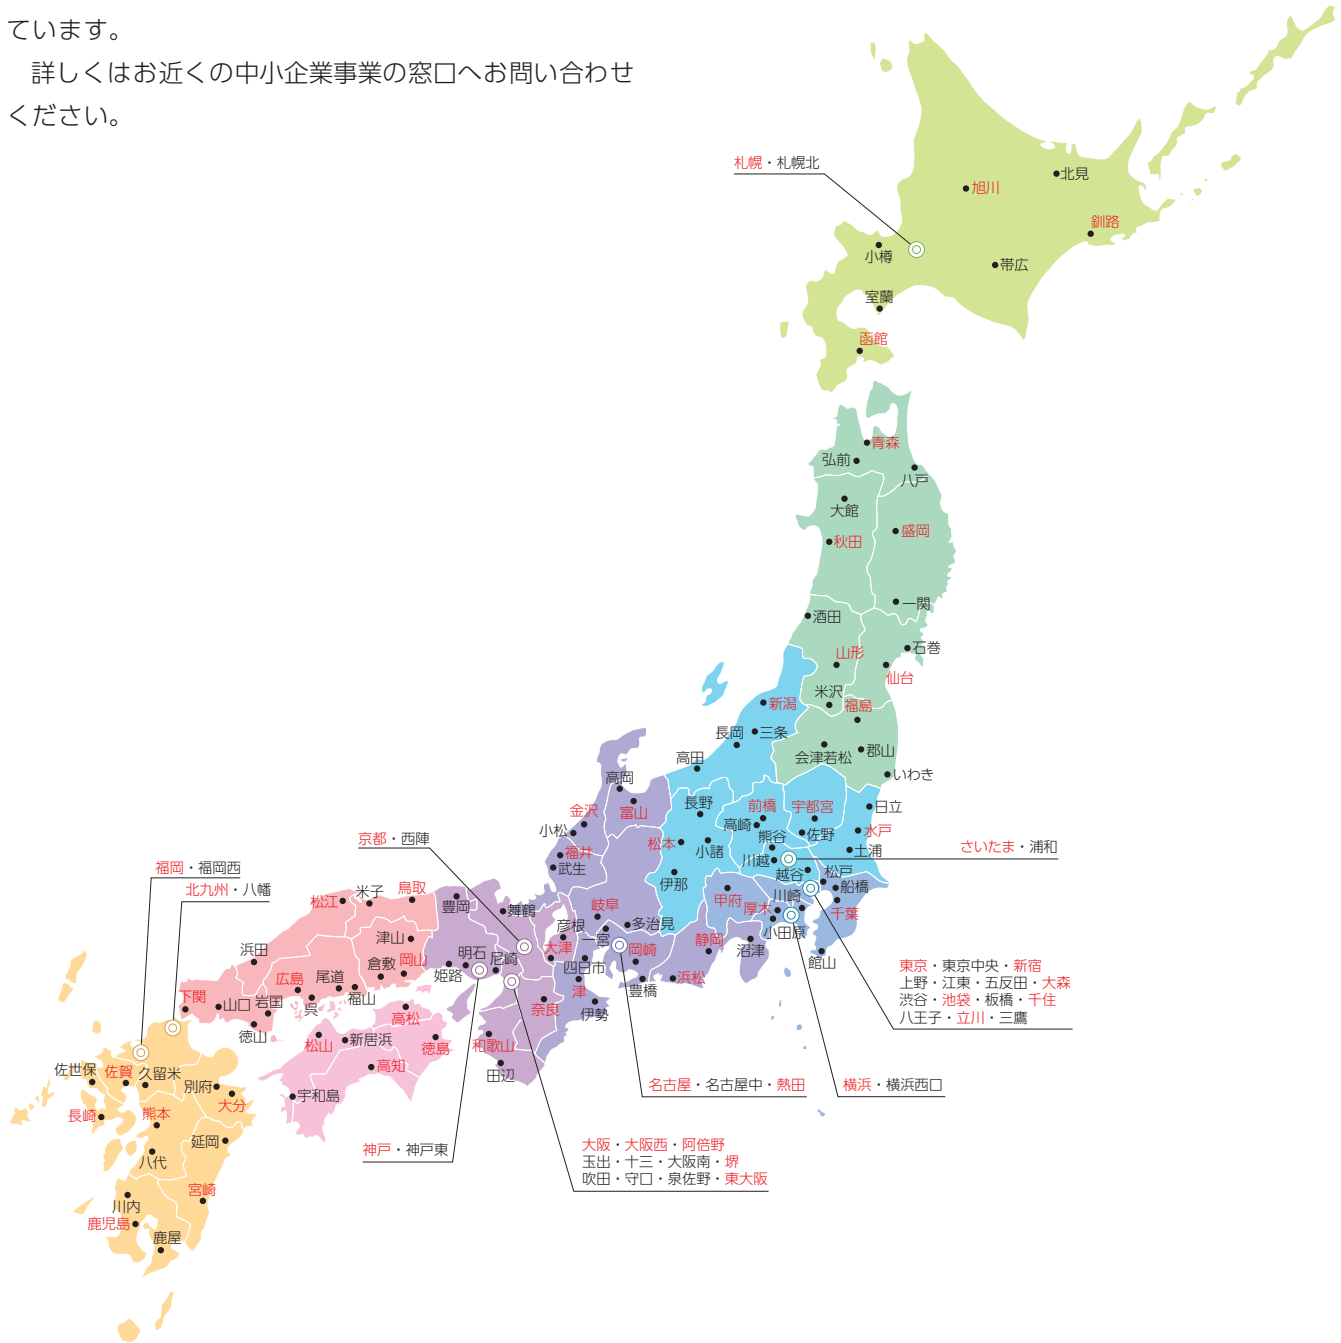 ています。
詳しくはお近くの中小企業事業の窓口へお問い合わせ
ください。
札幌・札幌北
旭川
北見
釧路
小樽
帯広
室蘭
函館
青森
弘前
八戸
大館
盛岡
秋田
一関
酒田
石巻
山形
仙台
米沢
福島
新潟
長岡
三条
会津若松
郡山
高田
いわき
高岡
富山
長野
前橋
宇都宮
日立
金沢
小松
高崎
佐野
水戸
熊谷
松本
小諸
土浦
さいたま・浦和
京都・西陣
福井
武生
川越
越谷
松戸
船橋
福岡・福岡西
北九州・八幡
伊那
甲府
川崎
厚木
千葉
小田原
館山
松江
米子
鳥取
豊岡
舞鶴
岐阜
多治見
彦根
一宮
岡崎
静岡
沼津
浜田
津山
大津
四日市
明石
尼崎
姫路
倉敷
岡山
広島
尾道
福山
豊橋
浜松
津
伊勢
奈良
下関
山口
岩国
呉
徳山
高松
松山
新居浜
徳島
高知
和歌山
田辺
宇和島
東京・東京中央・新宿
上野・江東・五反田・大森
渋谷・池袋・板橋・千住
八王子・立川・三鷹
佐世保
佐賀
久留米
別府
大分
長崎
熊本
延岡
八代
名古屋・名古屋中・熱田
横浜・横浜西口
神戸・神戸東
大阪・大阪西・阿倍野
玉出・十三・大阪南・堺
吹田・守口・泉佐野・東大阪
宮崎
川内
鹿児島
鹿屋